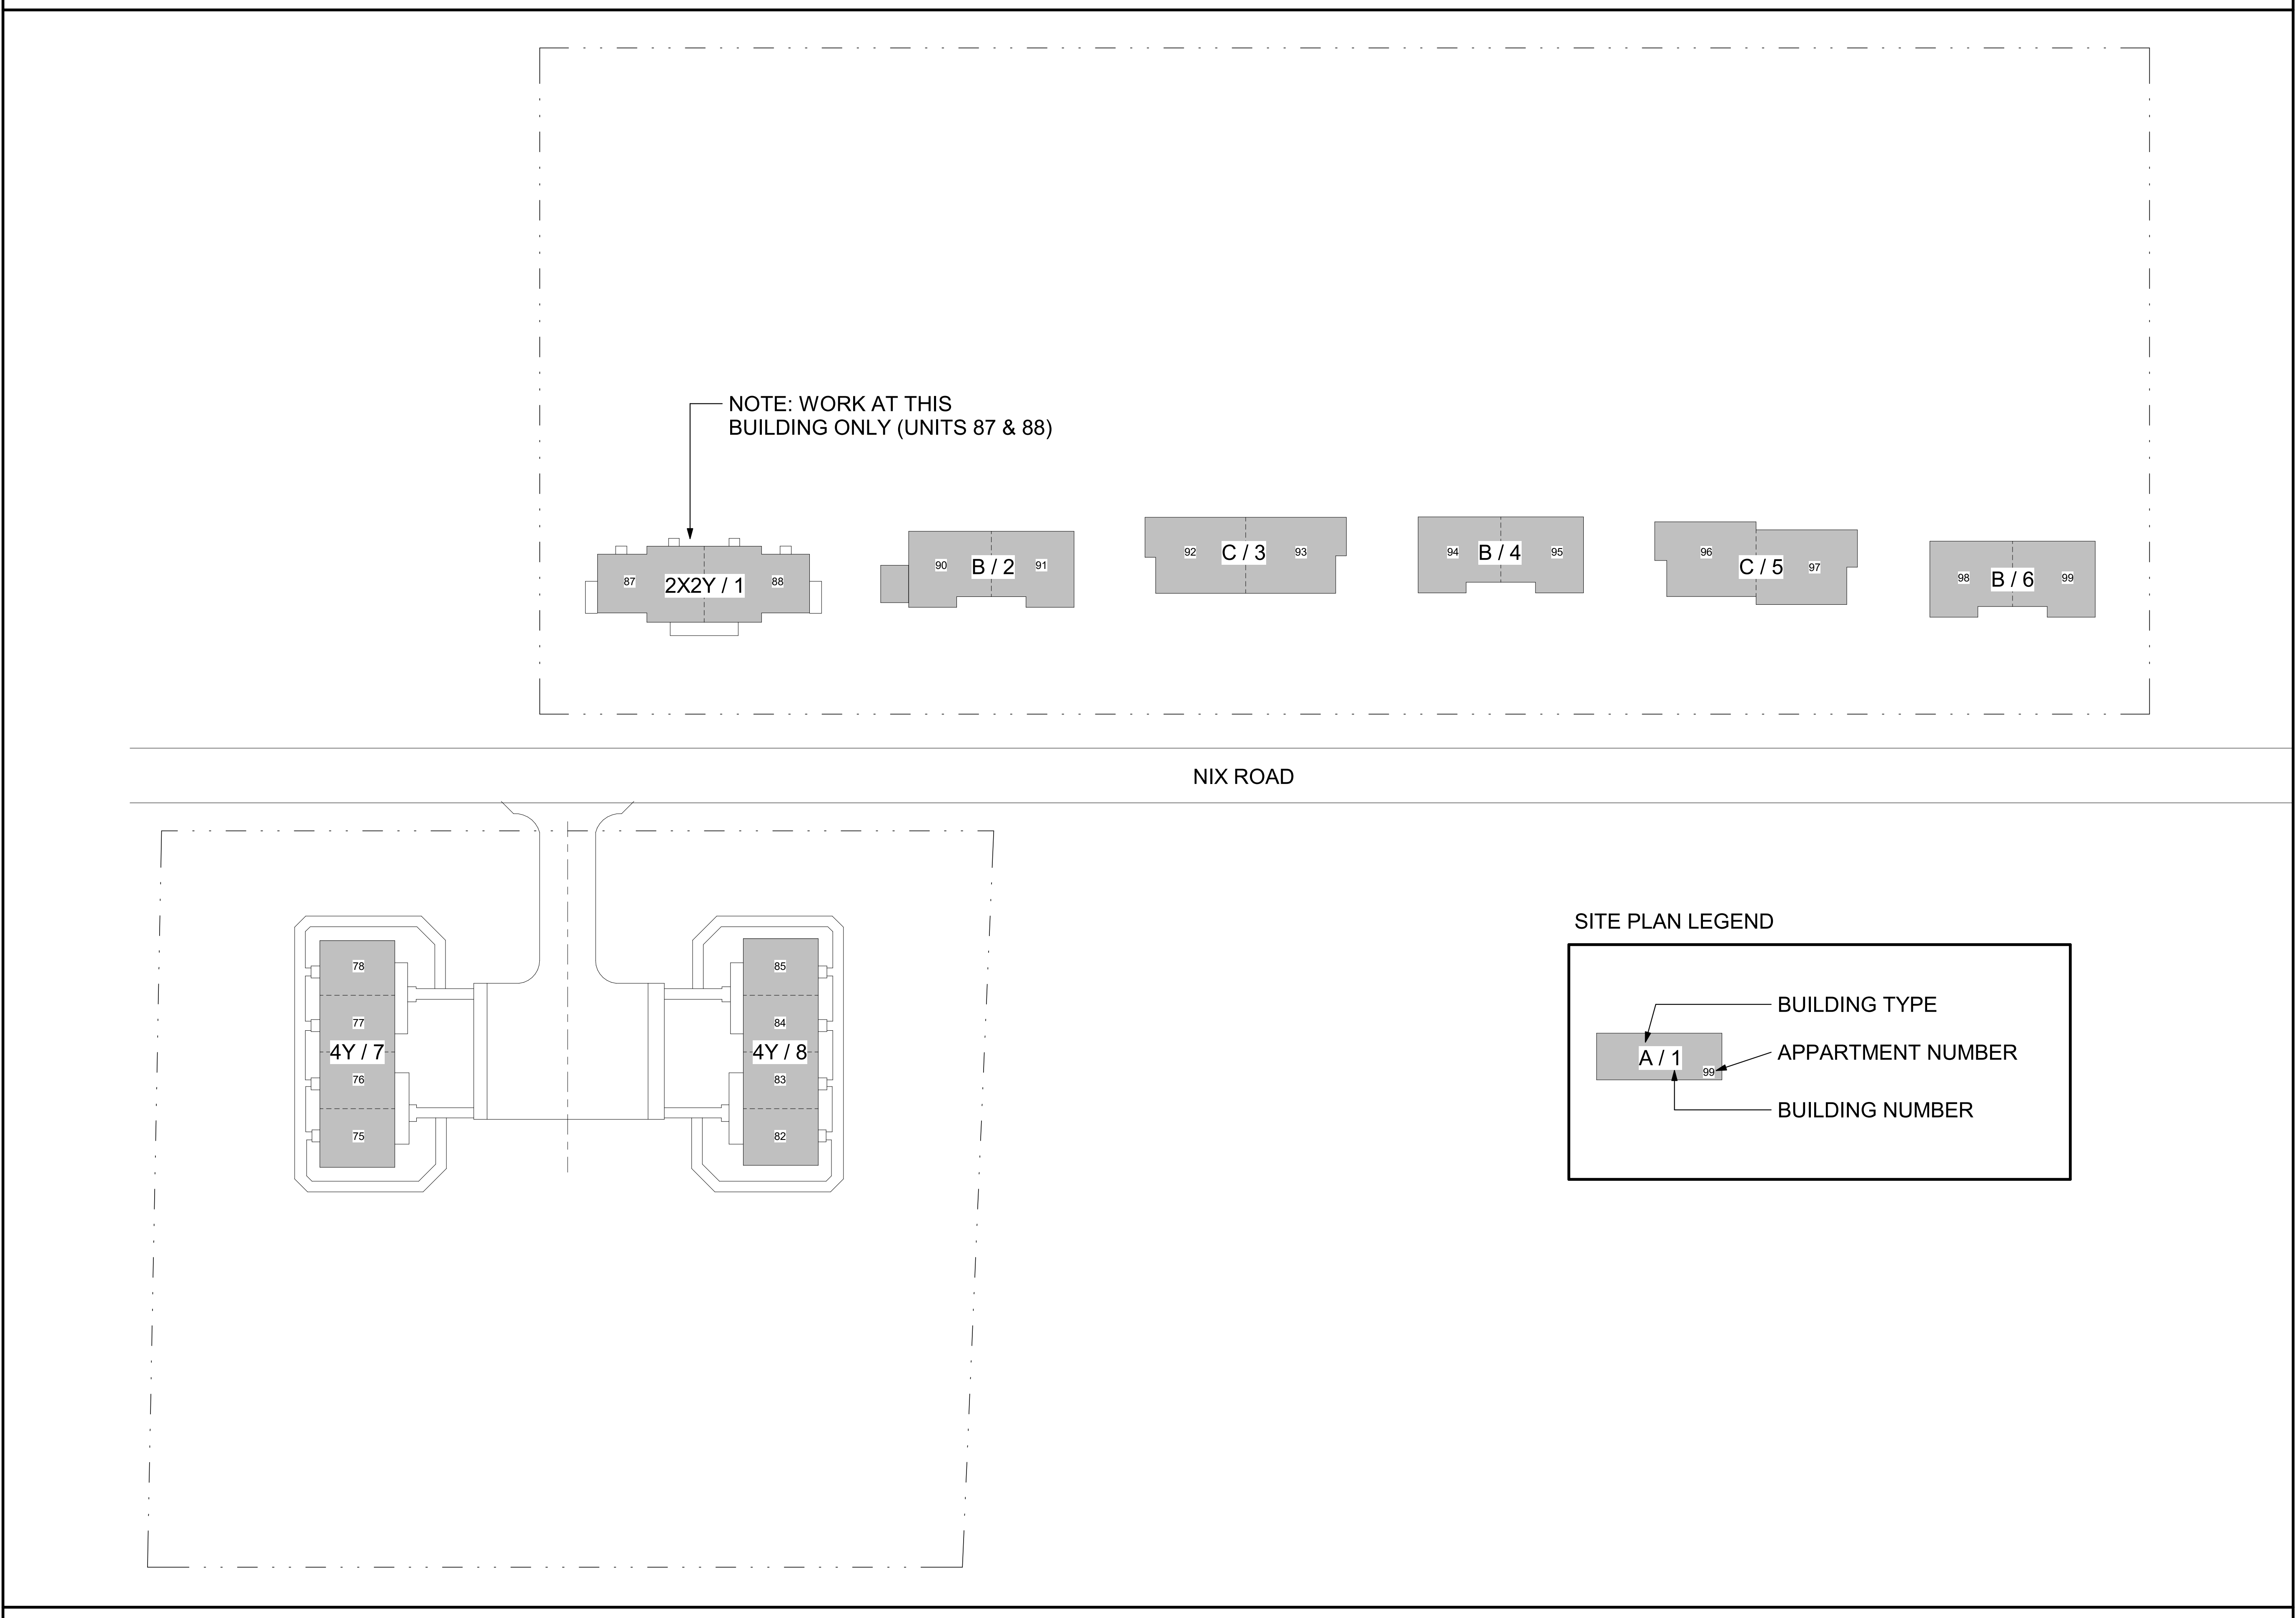 NOTE: WORK AT THIS
BUILDING ONLY (UNITS 87 & 88)
87 2X2Y / 1 88
90 B / 2 91
92 C / 3 93
94 B / 4 95
96 C / 5 97
98 B / 6 99
NIX ROAD
78
77
4Y / 7
76
75
85
84
4Y / 8
83
82
SITE PLAN LEGEND
BUILDING TYPE
A / 1
99
APPARTMENT NUMBER
BUILDING NUMBER